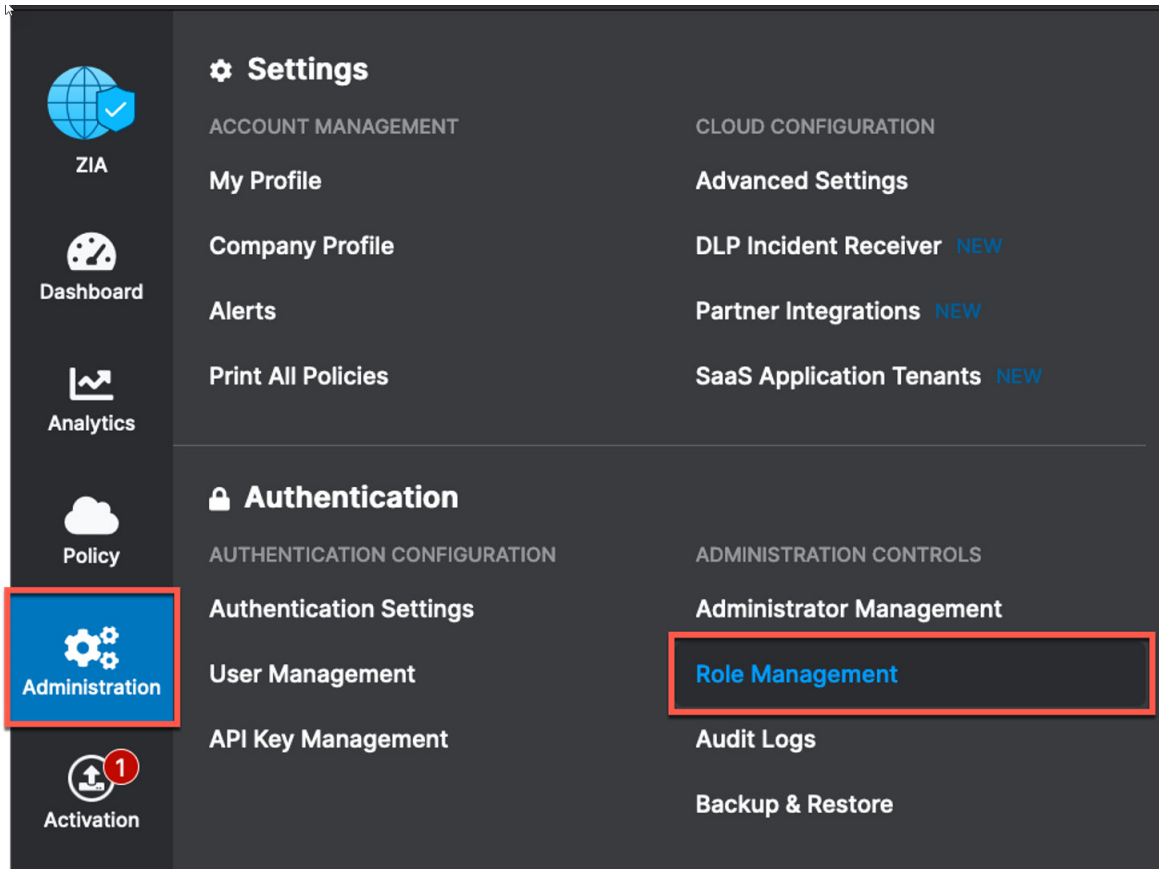 ZIA
Dashboard
Analytics
Policy
Administration
1
Activation
Settings
ACCOUNT MANAGEMENT
My Profile
Company Profile
Alerts
Print All Policies
CLOUD CONFIGURATION
Advanced Settings
DLP Incident Receiver NEW
Partner Integrations NEW
SaaS Application Tenants NEW
Authentication
AUTHENTICATION CONFIGURATION
Authentication Settings
User Management
API Key Management
ADMINISTRATION CONTROLS
Administrator Management
Role Management
Audit Logs
Backup & Restore